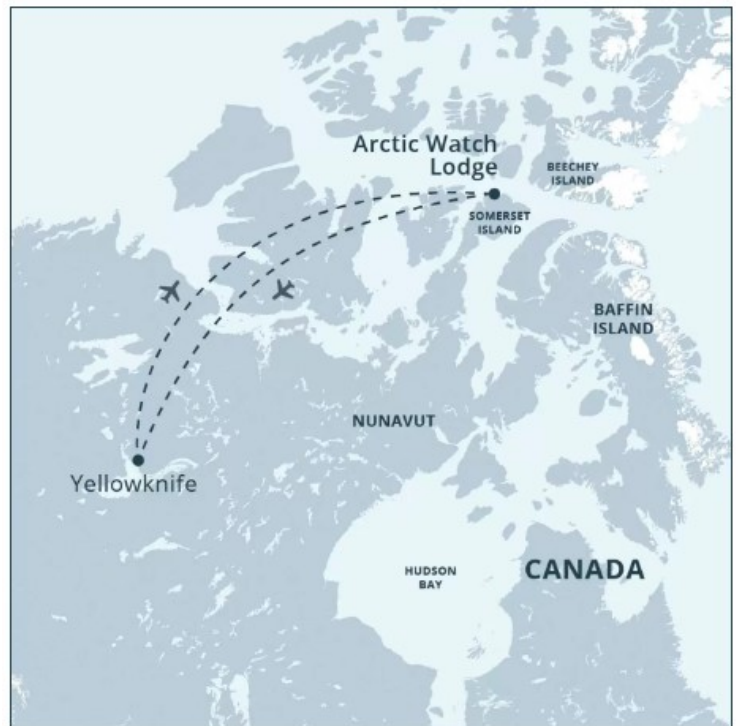 Arctic Watch
Lodge
BEECHEY
ISLAND
SOMERSET
ISLAND
BAFFIN
ISLAND
NUNAVUT
Yellowknife
HUDSON
BAY
CANADA